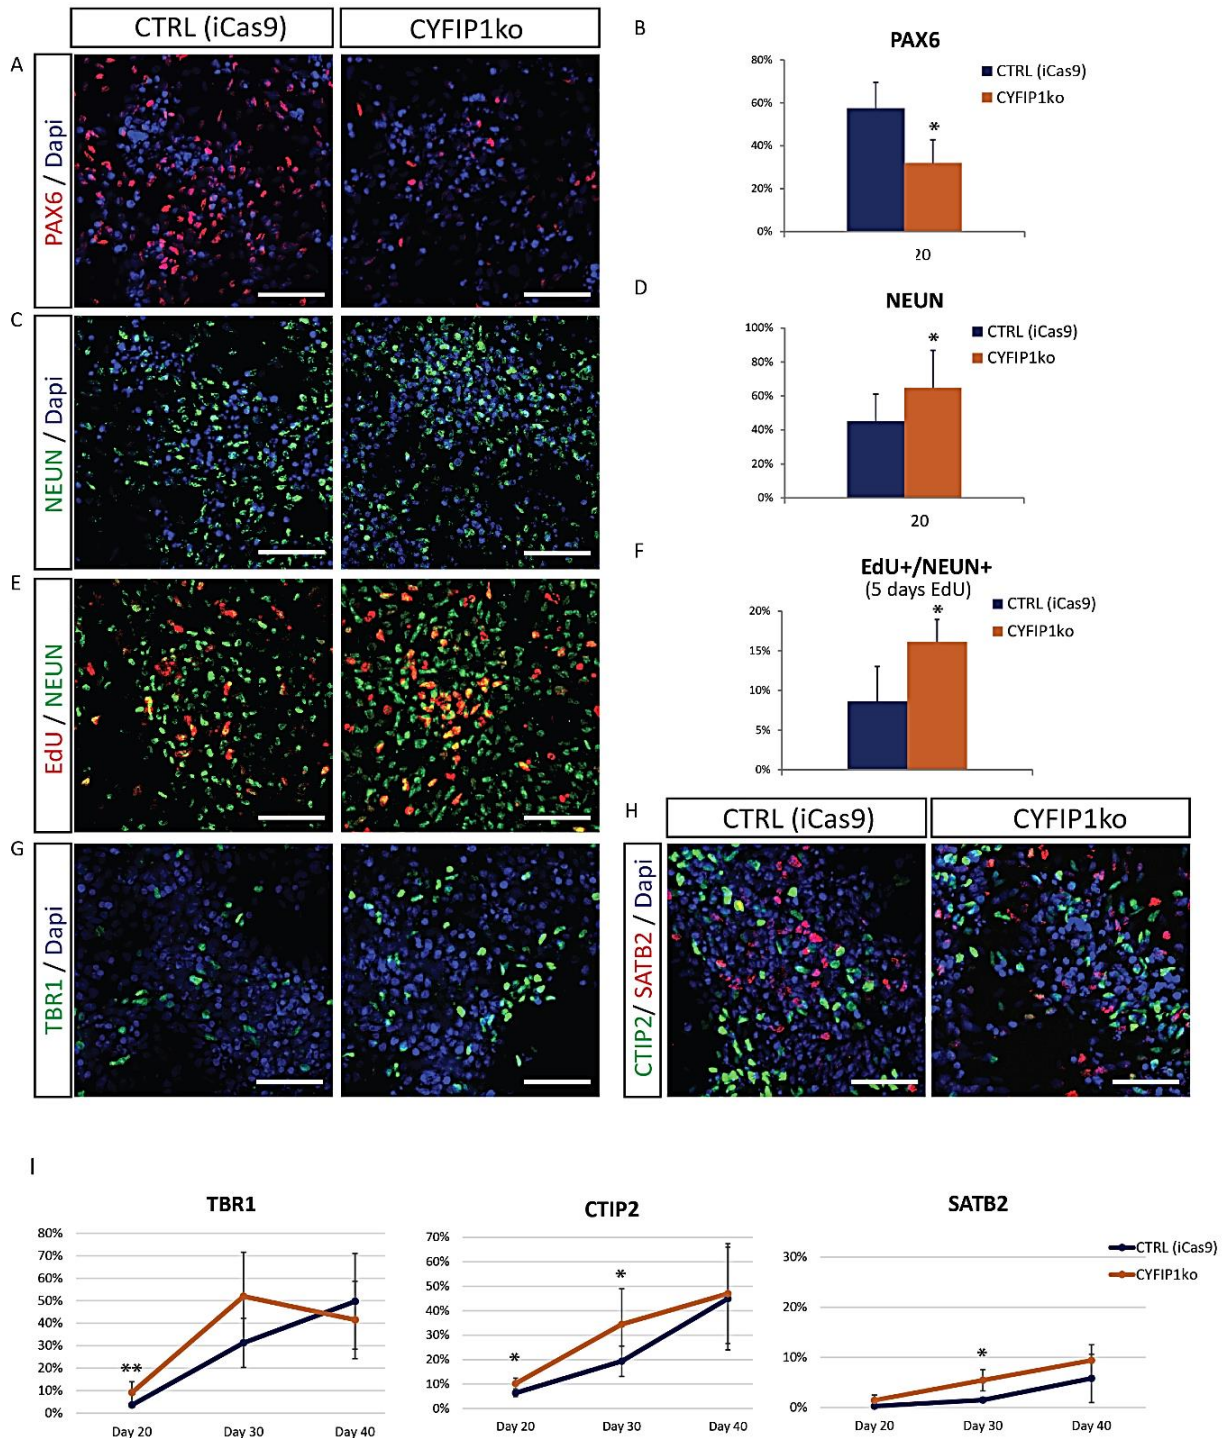 CTRL (iCas9)
CYFIP1ko
A
PAX6 / Dapi
B
PAX6
80%
60%
40%
20%
0%
*
20
CTRL (iCas9)
CYFIP1ko
C
NEUN / Dapi
D
NEUN
100%
80%
60%
40%
20%
0%
*
20
CTRL (iCas9)
CYFIP1ko
E
EdU / NEUN
F
EdU+/NEUN+
(5 days EdU)
20%
15%
10%
5%
0%
*
CTRL (iCas9)
CYFIP1ko
G
TBR1 / Dapi
H
CTRL (iCas9)
CYFIP1ko
CTIP2/ SATB2 / Dapi
I
TBR1
80%
70%
60%
50%
40%
30%
20%
10%
0%
**
Day 20
Day 30
Day 40
CTIP2
70%
60%
50%
40%
30%
20%
10%
0%
*
*
Day 20
Day 30
Day 40
SATB2
30%
20%
10%
0%
*
Day 20
Day 30
Day 40
CTRL (iCas9)
CYFIP1ko